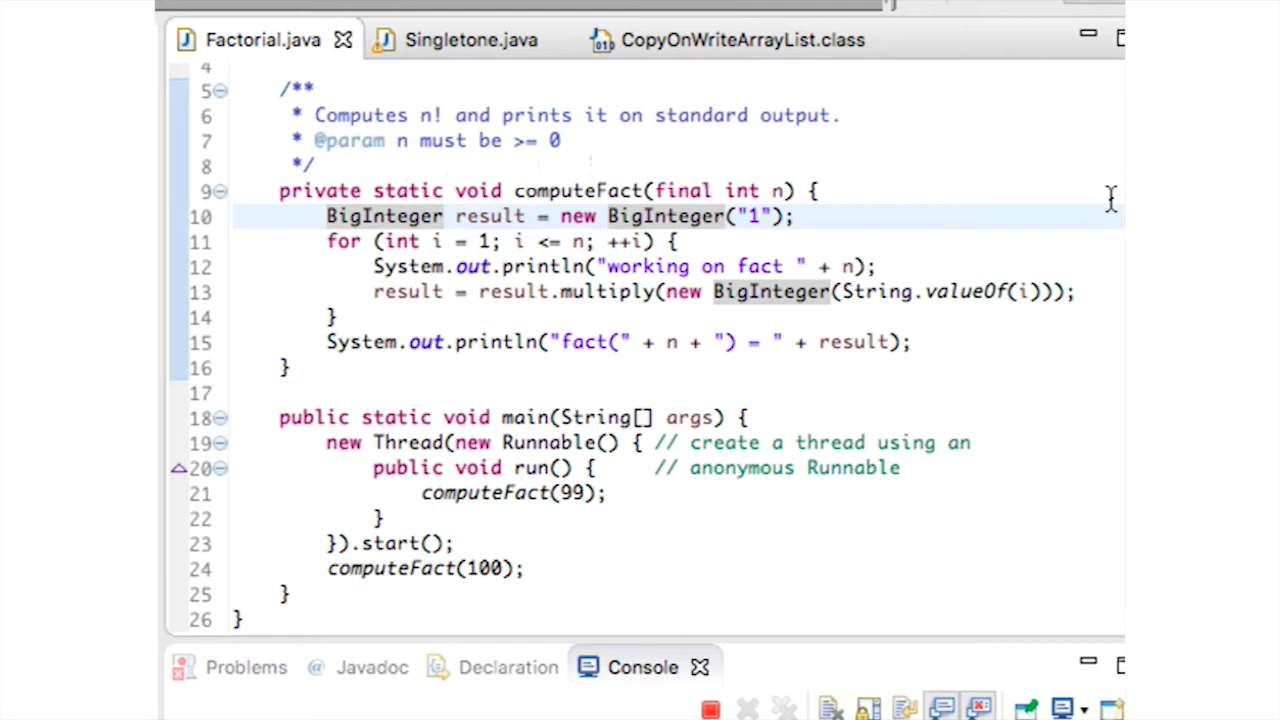 Factorial.java Singletone.java CopyOnWriteArrayList.class
4
5 /**
6 * Computes n! and prints it on standard output.
7 * @param n must be >= 0
8 */
9 private static void computeFact(final int n) {
10 BigInteger result = new BigInteger("1");
11 for (int i = 1; i <= n; ++i) {
12 System.out.println("working on fact " + n);
13 result = result.multiply(new BigInteger(String.valueOf(i)));
14 }
15 System.out.println("fact(" + n + ") = " + result);
16 }
17
18 public static void main(String[] args) {
19 new Thread(new Runnable() { // create a thread using an
20 public void run() { // anonymous Runnable
21 computeFact(99);
22 }
23 }).start();
24 computeFact(100);
25 }
26 }
Problems @ Javadoc Declaration Console